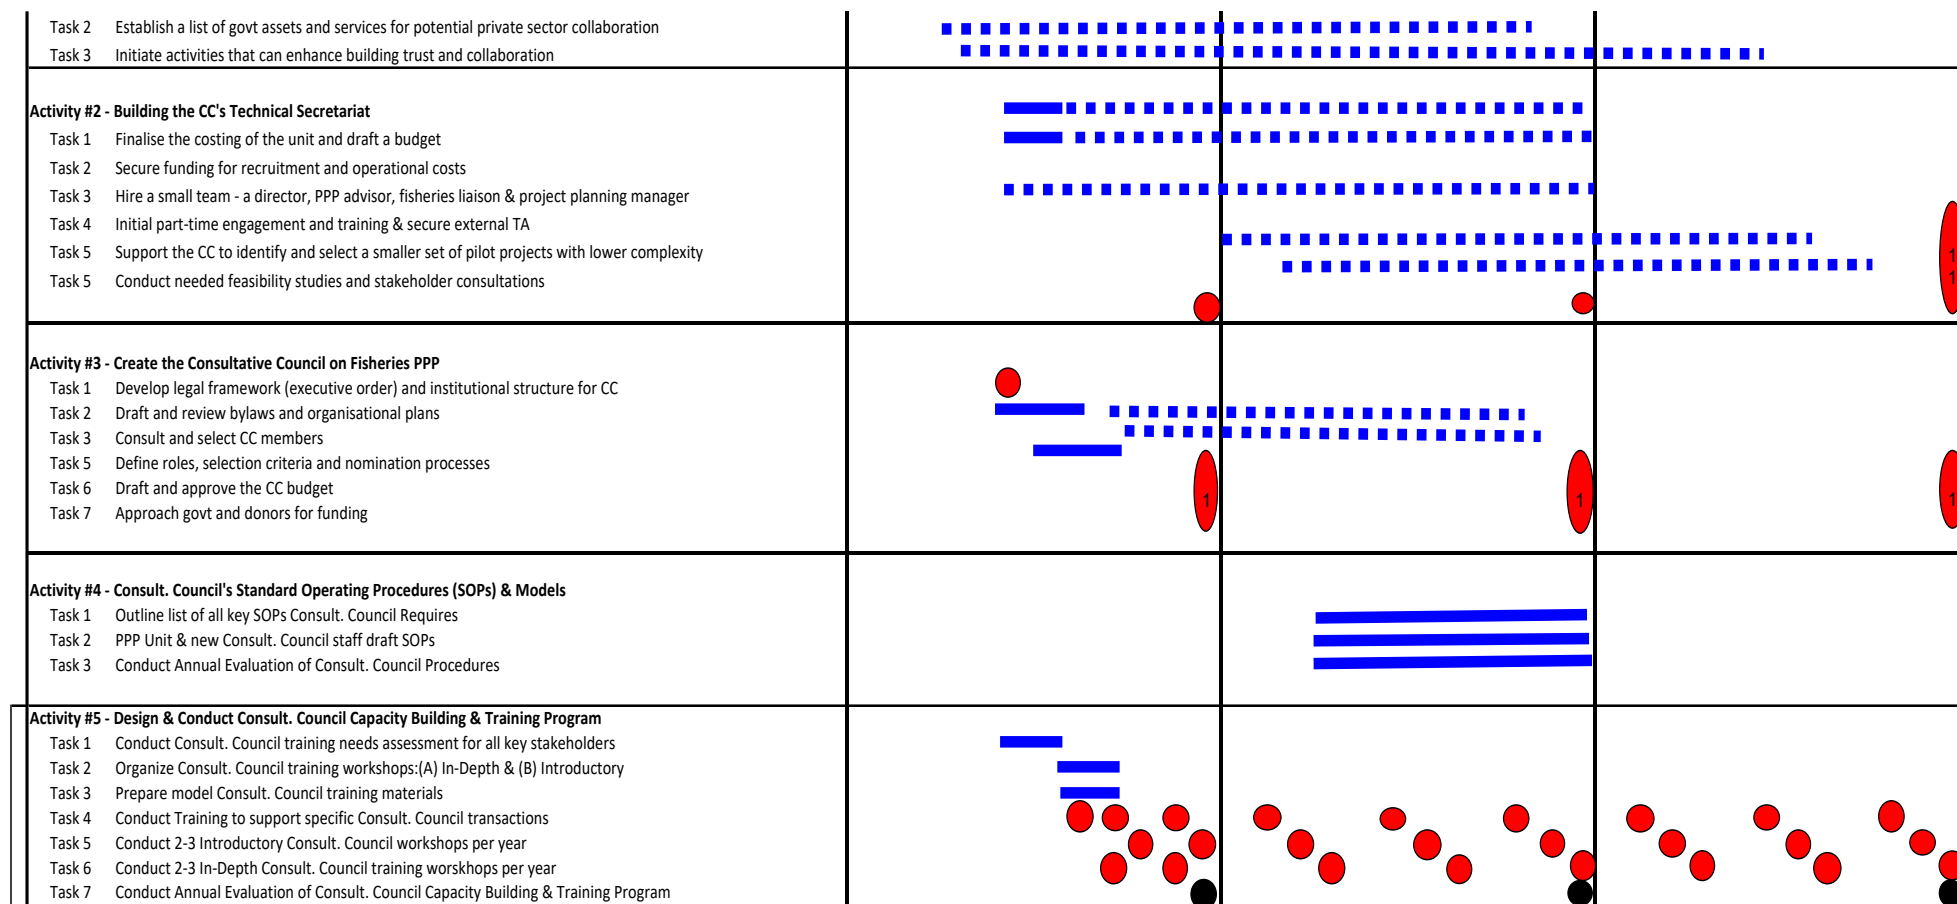 Task 2 Establish a list of govt assets and services for potential private sector collaboration
Task 3 Initiate activities that can enhance building trust and collaboration
Activity #2 - Building the CC's Technical Secretariat
Task 1 Finalise the costing of the unit and draft a budget
Task 2 Secure funding for recruitment and operational costs
Task 3 Hire a small team - a director, PPP advisor, fisheries liaison & project planning manager
Task 4 Initial part-time engagement and training & secure external TA
Task 5 Support the CC to identify and select a smaller set of pilot projects with lower complexity
1
Task 5 Conduct needed feasibility studies and stakeholder consultations
1
Activity #3 - Create the Consultative Council on Fisheries PPP
Task 1 Develop legal framework (executive order) and institutional structure for CC
Task 2 Draft and review bylaws and organisational plans
Task 3 Consult and select CC members
Task 5 Define roles, selection criteria and nomination processes
Task 6 Draft and approve the CC budget
1 1 1
Task 7 Approach govt and donors for funding
Activity #4 - Consult. Council's Standard Operating Procedures (SOPs) & Models
Task 1 Outline list of all key SOPs Consult. Council Requires
Task 2 PPP Unit & new Consult. Council staff draft SOPs
Task 3 Conduct Annual Evaluation of Consult. Council Procedures
Activity #5 - Design & Conduct Consult. Council Capacity Building & Training Program
Task 1 Conduct Consult. Council training needs assessment for all key stakeholders
Task 2 Organize Consult. Council training workshops:(A) In-Depth & (B) Introductory
Task 3 Prepare model Consult. Council training materials
Task 4 Conduct Training to support specific Consult. Council transactions
Task 5 Conduct 2-3 Introductory Consult. Council workshops per year
Task 6 Conduct 2-3 In-Depth Consult. Council training worskhops per year
Task 7 Conduct Annual Evaluation of Consult. Council Capacity Building & Training Program